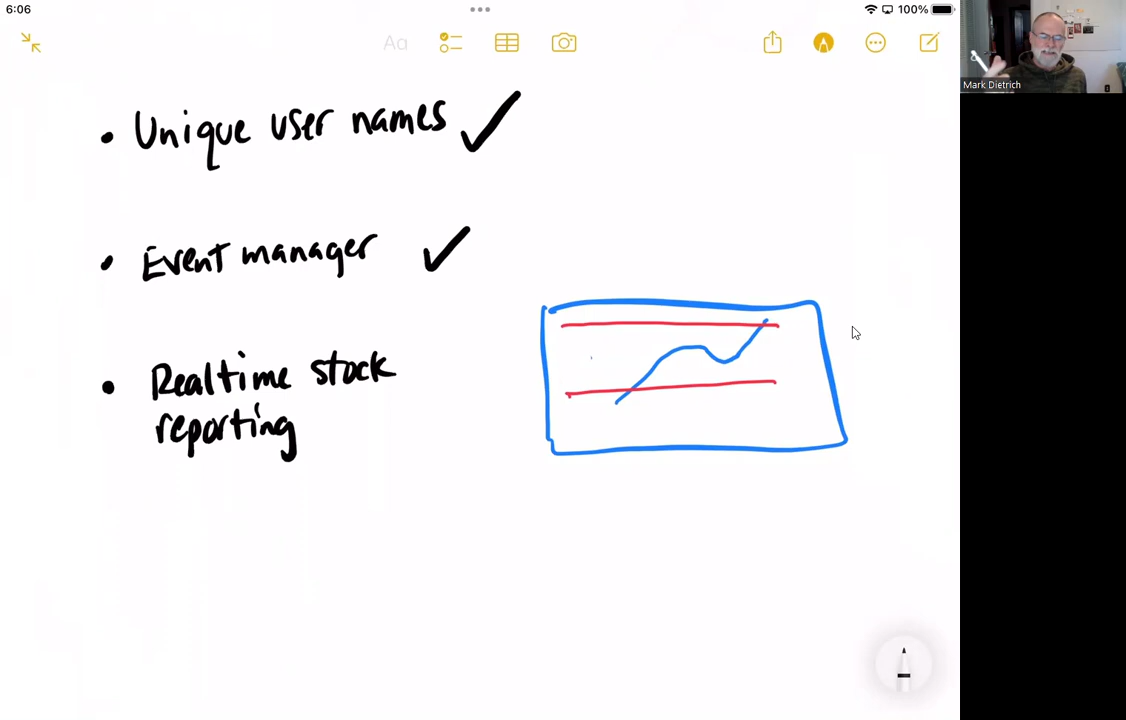 6:06
100%
Aa
Mark Dietrich
• Unique user names ✓
• Event manager ✓
• Realtime stock
reporting